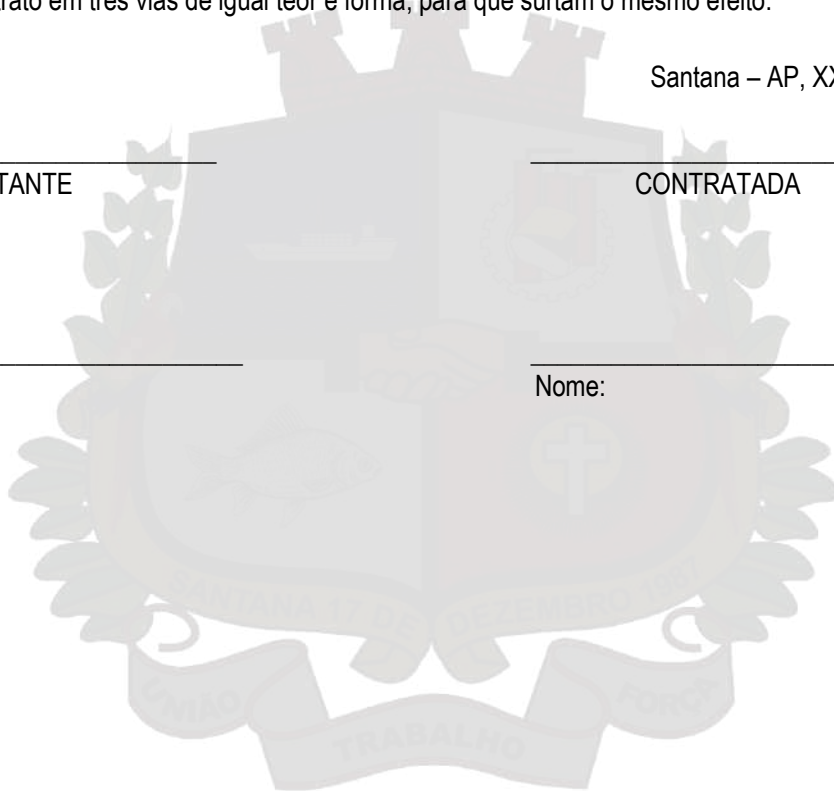 trato em três vias de igual teor e forma, para que surtam o mesmo efeito.
Santana – AP, XX
TANTE
CONTRATADA
Nome:
SANTANA 17 DE DEZEMBRO 1987
UNIÃO
TRABALHO
FORÇA